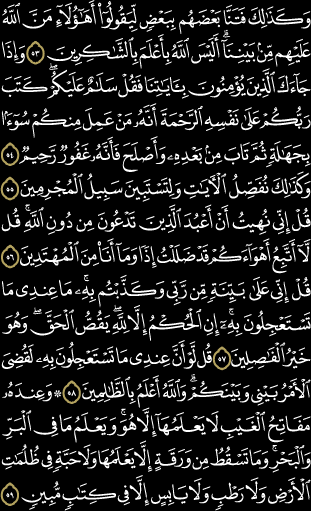 وَكَذَٰلِكَ فَتَنَّا بَعْضَهُم بِبَعْضٍ لِّيَقُولُوٓا۟ أَهَٰٓؤُلَآءِ مَنَّ ٱللَّهُ
عَلَيْهِم مِّنۢ بَيْنِنَآ ۗ أَلَيْسَ ٱللَّهُ بِأَعْلَمَ بِٱلشَّٰكِرِينَ ٥٣ وَإِذَا
جَآءَكَ ٱلَّذِينَ يُؤْمِنُونَ بِـَٔايَٰتِنَا فَقُلْ سَلَٰمٌ عَلَيْكُمْ ۖ كَتَبَ
رَبُّكُمْ عَلَىٰ نَفْسِهِ ٱلرَّحْمَةَ ۖ أَنَّهُۥ مَنْ عَمِلَ مِنكُمْ سُوٓءًۢا
بِجَهَٰلَةٍ ثُمَّ تَابَ مِنۢ بَعْدِهِۦ وَأَصْلَحَ فَأَنَّهُۥ غَفُورٌ رَّحِيمٌ ٥٤
وَكَذَٰلِكَ نُفَصِّلُ ٱلْـَٔايَٰتِ وَلِتَسْتَبِينَ سَبِيلُ ٱلْمُجْرِمِينَ ٥٥
قُلْ إِنِّى نُهِيتُ أَنْ أَعْبُدَ ٱلَّذِينَ تَدْعُونَ مِن دُونِ ٱللَّهِ ۚ قُل
لَّآ أَتَّبِعُ أَهْوَآءَكُمْ ۙ قَدْ ضَلَلْتُ إِذًا وَمَآ أَنَا۠ مِنَ ٱلْمُهْتَدِينَ ٥٦
قُلْ إِنِّى عَلَىٰ بَيِّنَةٍ مِّن رَّبِّى وَكَذَّبْتُم بِهِۦ ۚ مَا عِندِى مَا
تَسْتَعْجِلُونَ بِهِۦٓ ۚ إِنِ ٱلْحُكْمُ إِلَّا لِلَّهِ ۖ يَقُصُّ ٱلْحَقَّ ۖ وَهُوَ
خَيْرُ ٱلْفَٰصِلِينَ ٥٧ قُل لَّوْ أَنَّ عِندِى مَا تَسْتَعْجِلُونَ بِهِۦ لَقُضِىَ
ٱلْأَمْرُ بَيْنِى وَبَيْنَكُمْ ۗ وَٱللَّهُ أَعْلَمُ بِٱلظَّٰلِمِينَ ٥٨ ۞ وَعِندَهُۥ
مَفَاتِحُ ٱلْغَيْبِ لَا يَعْلَمُهَآ إِلَّا هُوَ ۚ وَيَعْلَمُ مَا فِى ٱلْبَرِّ
وَٱلْبَحْرِ ۚ وَمَا تَسْقُطُ مِن وَرَقَةٍ إِلَّا يَعْلَمُهَا وَلَا حَبَّةٍ فِى ظُلُمَٰتِ
ٱلْأَرْضِ وَلَا رَطْبٍ وَلَا يَابِسٍ إِلَّا فِى كِتَٰبٍ مُّبِينٍ ٥٩